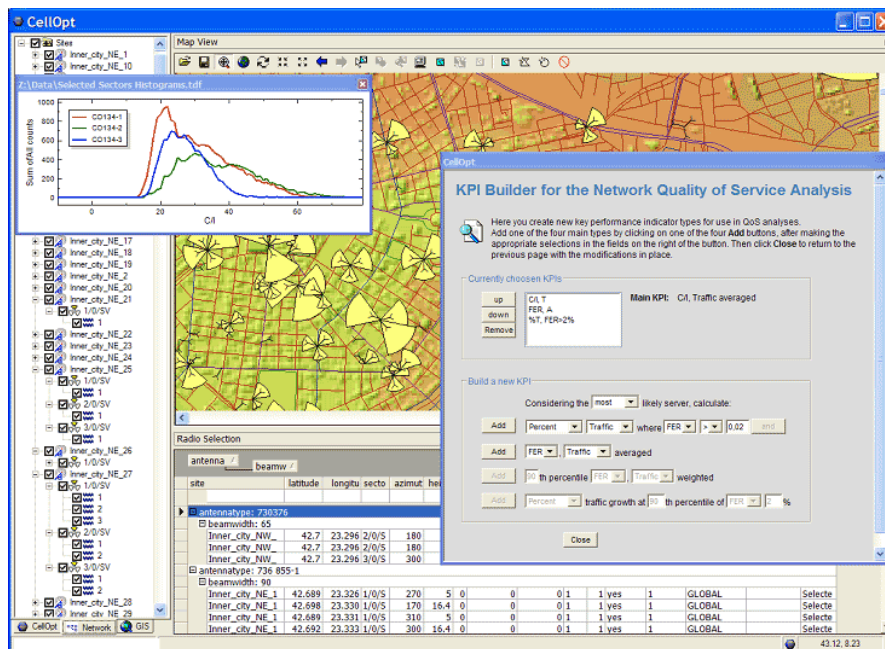 CellOpt
Sites
Inner_city_NE_1
Inner_city_NE_10
Map View
Z:\Data\Selected Sectors Histograms.tdf
1000
800
600
400
200
0
Sum ofAll counts
CD134-1
CD134-2
CD134-3
0 20 40 60
C/I
Inner_city_NE_17
Inner_city_NE_18
Inner_city_NE_19
Inner_city_NE_2
Inner_city_NE_20
Inner_city_NE_21
1/0/SV
1
Inner_city_NE_22
Inner_city_NE_23
Inner_city_NE_24
Inner_city_NE_25
1/0/SV
1
2/0/SV
1
3/0/SV
1
Inner_city_NE_26
1/0/SV
Inner_city_NE_27
1/0/SV
1
2
3
2/0/SV
1
2
3/0/SV
1
2
Inner_city_NE_28
Inner_city_NE_29
CellOpt Network GIS
CellOpt
KPI Builder for the Network Quality of Service Analysis
Here you create new key performance indicator types for use in QoS analyses.
Add one of the four main types by clicking on one of the four Add buttons, after making the
appropriate selections in the fields on the right of the button. Then click Close to return to the
previous page with the modifications in place.
Currently choosen KPIs
up
down
Remove
C/I, T
FER, A
%T, FER>2%
Main KPI: C/I, Traffic averaged
Build a new KPI
Considering the most likely server, calculate:
Add Percent Traffic where FER > 0.02 and
Add FER , Traffic averaged
Add 90 th percentile FER , Traffic weighted
Add Percent traffic growth at 90 th percentile of FER 2 %
Close
Radio Selection
antenna
beamw
site latitude longitu secto azimut hei
antennatype: 730376
beamwidth: 65
Inner_city_NW_ 42.7 23.296 2/0/S 180
Inner_city_NW_ 42.7 23.296 2/0/S 180
Inner_city_NW_ 42.7 23.296 3/0/S 300
antennatype: 736 855-1
beamwidth: 90
Inner_city_NE_1 42.689 23.326 1/0/S 270 5 0 0 0 1 1 yes 1 GLOBAL Selecte
Inner_city_NE_1 42.698 23.330 1/0/S 170 16.4 0 0 0 1 1 yes 1 GLOBAL Selecte
Inner_city_NE_1 42.689 23.331 1/0/S 310 5 0 0 0 1 1 yes 1 GLOBAL Selecte
Inner_city_NE_1 42.692 23.333 1/0/S 300 16.4 0 0 0 1 1 yes 1 GLOBAL Selecte
43.12, 8.23